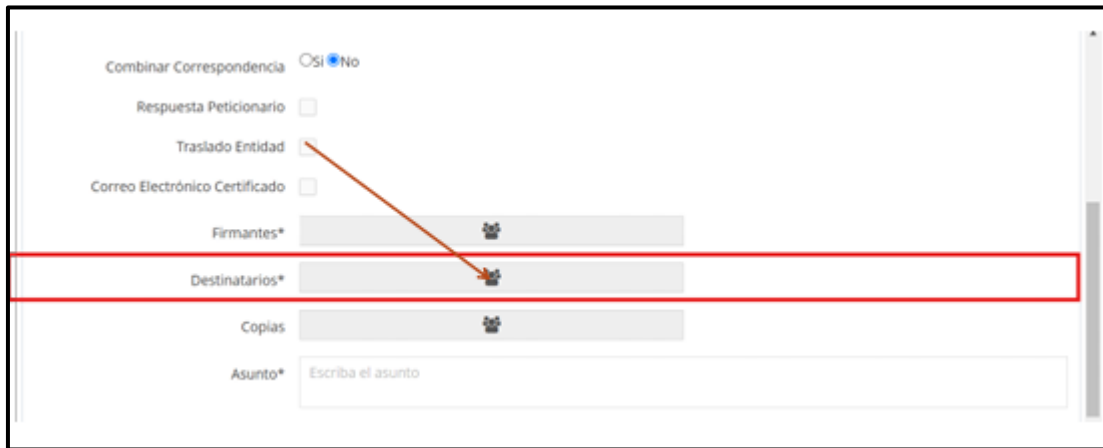 Combinar Correspondencia Si No
Respuesta Peticionario
Traslado Entidad
Correo Electrónico Certificado
Firmantes*
Destinatarios*
Copias
Asunto* Escriba el asunto